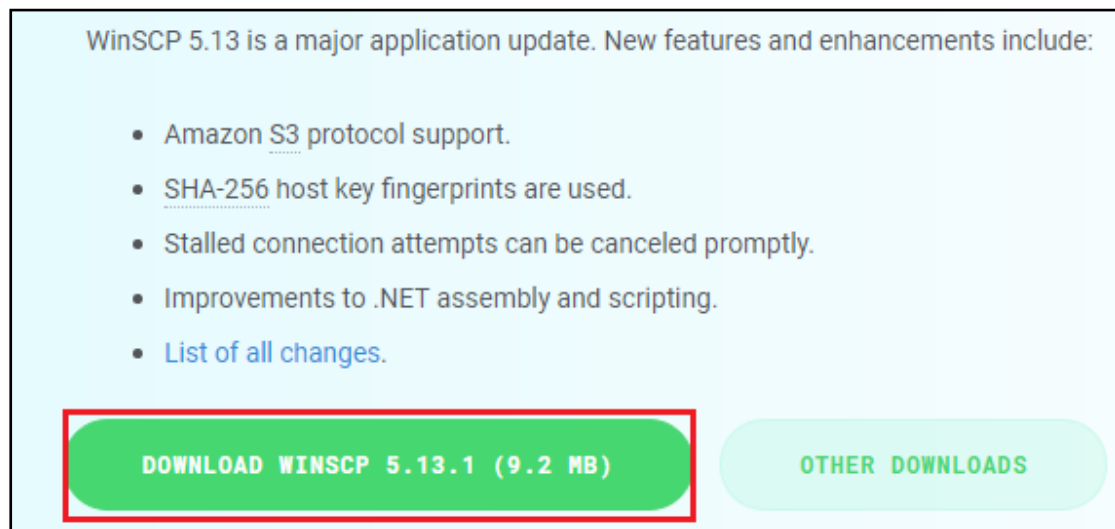 WinSCP 5.13 is a major application update. New features and enhancements include:
• Amazon S3 protocol support.
• SHA-256 host key fingerprints are used.
• Stalled connection attempts can be canceled promptly.
• Improvements to .NET assembly and scripting.
• List of all changes.
DOWNLOAD WINSCP 5.13.1 (9.2 MB)
OTHER DOWNLOADS